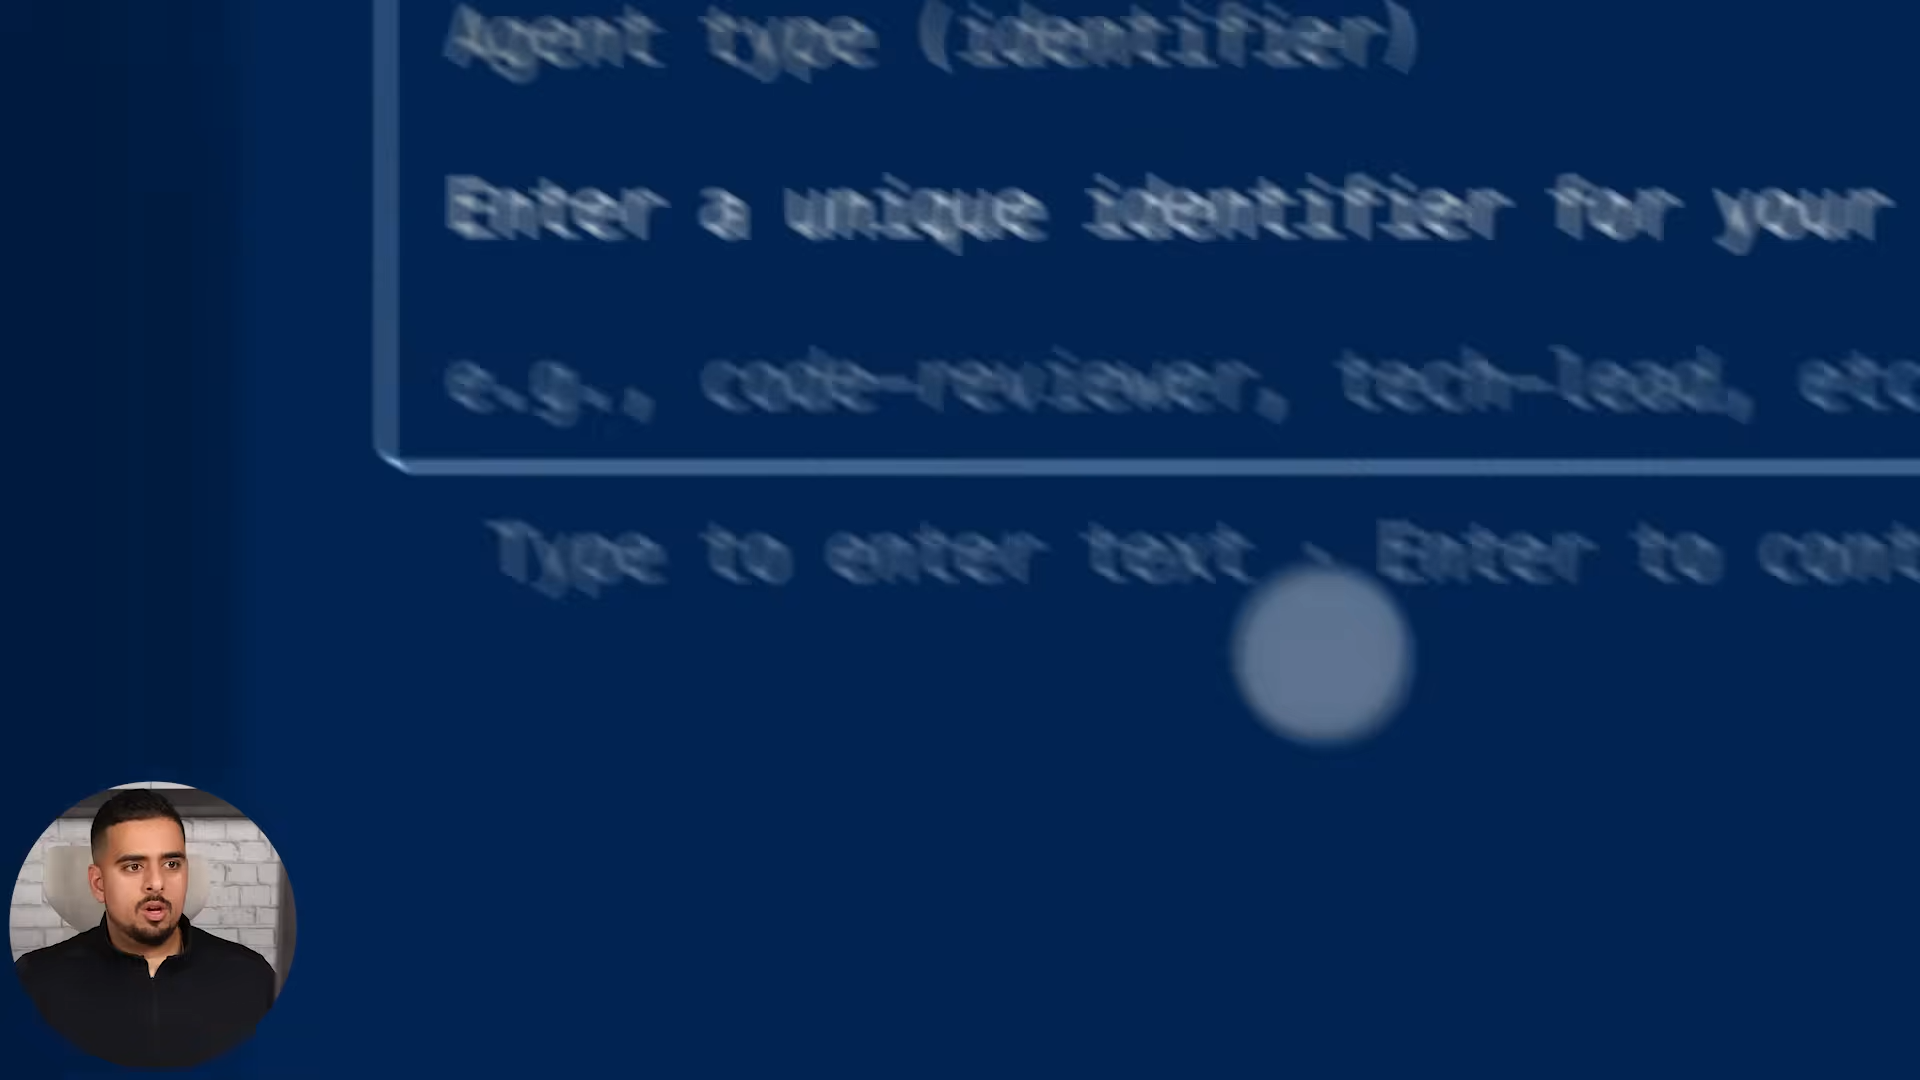 Agent type (identifier)
Enter a unique identifier for your
e.g., code-reviewer, tech-lead, etc
Type to enter text · Enter to cont